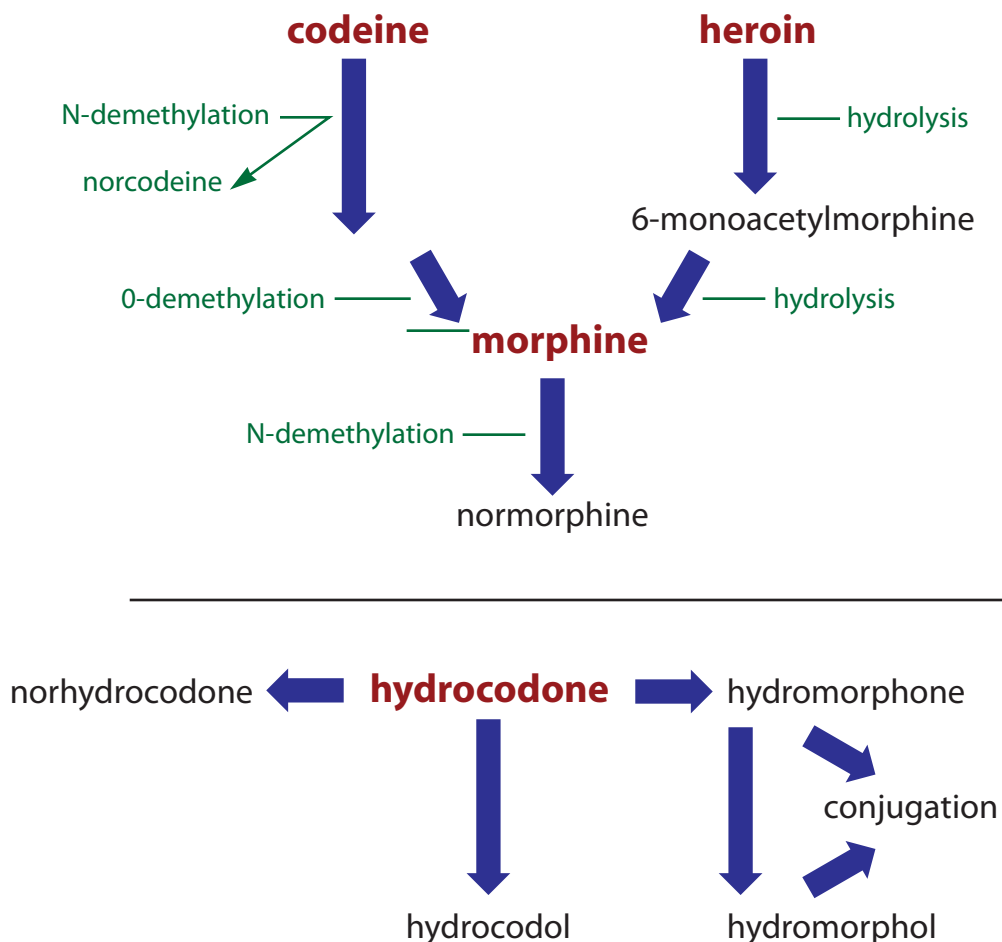 codeine
heroin
N-demethylation
hydrolysis
norcodeine
6-monoacetylmorphine
0-demethylation
hydrolysis
morphine
N-demethylation
normorphine
norhydrocodone
hydrocodone
hydromorphone
conjugation
hydrocodol
hydromorphol